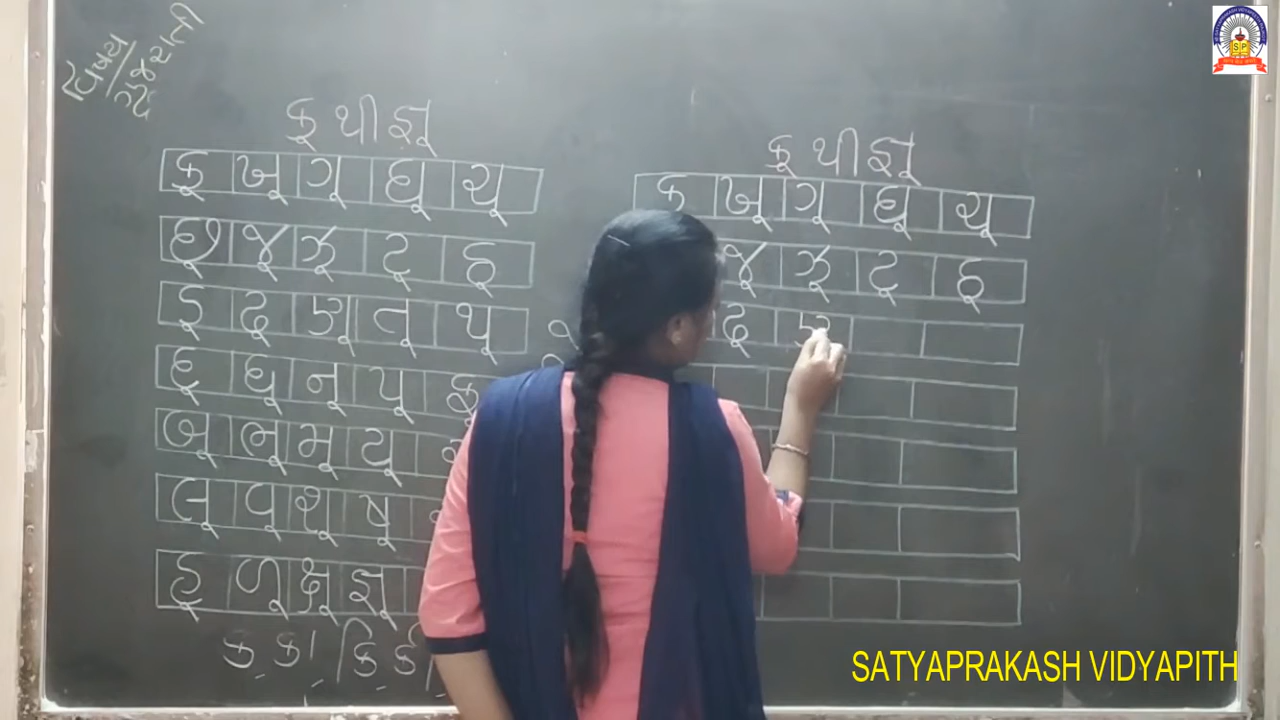 વિષય
ગુજરાતી
કૂ થી જ્ઞૂ
કૂ ખૂ ગૂ ઘૂ ચૂ
છૂ જૂ ઝૂ ટૂ ઠૂ
ડૂ ઢૂ ણૂ તૂ થૂ
દૂ ધૂ નૂ પૂ ફૂ
બૂ ભૂ મૂ યૂ
લૂ વૂ શૂ ષૂ
હૂ ળૂ ક્ષૂ જ્ઞૂ
ક કા કિ કી
કૂ થી જ્ઞૂ
ખૂ ગૂ ઘૂ ચૂ
જૂ ઝૂ ટૂ ઠૂ
ઢૂ
SATYAPRAKASH VIDYAPITH